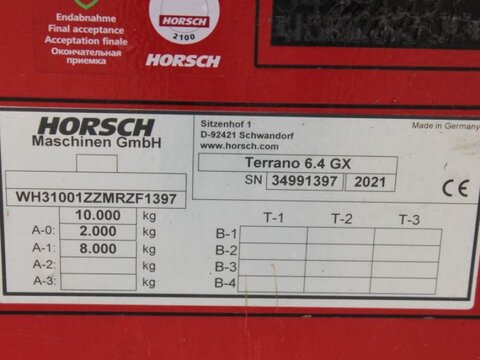 Endabnahme
Final acceptance
Acceptation finale
Окончательная
приемка
HORSCH
2100
HORSCH
HORSCH
Maschinen GmbH
Sitzenhof 1
D-92421 Schwandorf
www.horsch.com
Made in Germany
Terrano 6.4 GX
SN 34991397 2021
CE
WH31001ZZMRZF1397
10.000 kg
A-0: 2.000 kg
A-1: 8.000 kg
A-2: kg
A-3: kg
T-1 T-2 T-3
B-1
B-2
B-3
B-4